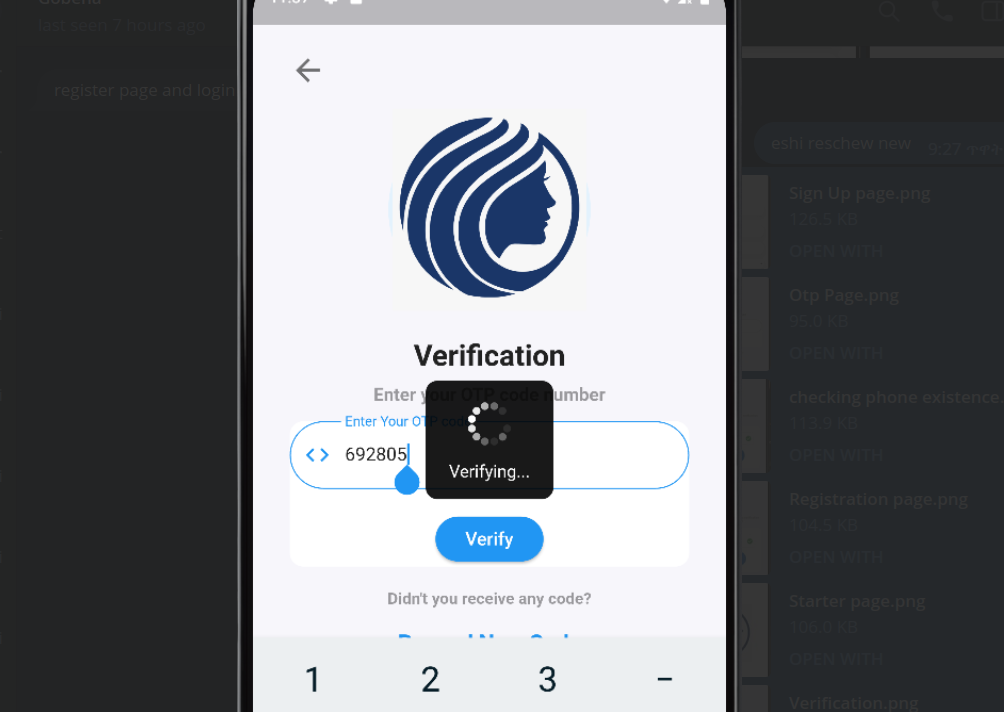 last seen 7 hours ago
register page and login
Verification
Enter your OTP code number
Enter Your OTP code
692805
Verifying...
Verify
Didn't you receive any code?
1 2 3 -
eshi reschew new
9:27
Sign Up page.png
126.5 KB
OPEN WITH
Otp Page.png
95.0 KB
OPEN WITH
checking phone existence.
113.9 KB
OPEN WITH
Registration page.png
104.5 KB
OPEN WITH
Starter page.png
106.0 KB
OPEN WITH
Verification.png